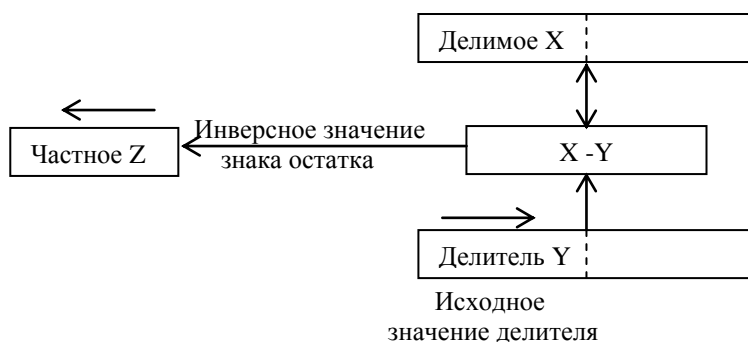 Делимое X
Инверсное значение
знака остатка
Частное Z
X -Y
Делитель Y
Исходное
значение делителя